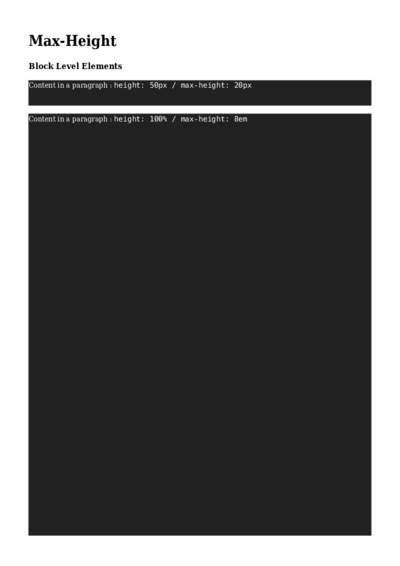 Max-Height
Block Level Elements
Content in a paragraph : height: 50px / max-height: 20px
Content in a paragraph : height: 100% / max-height: 8em